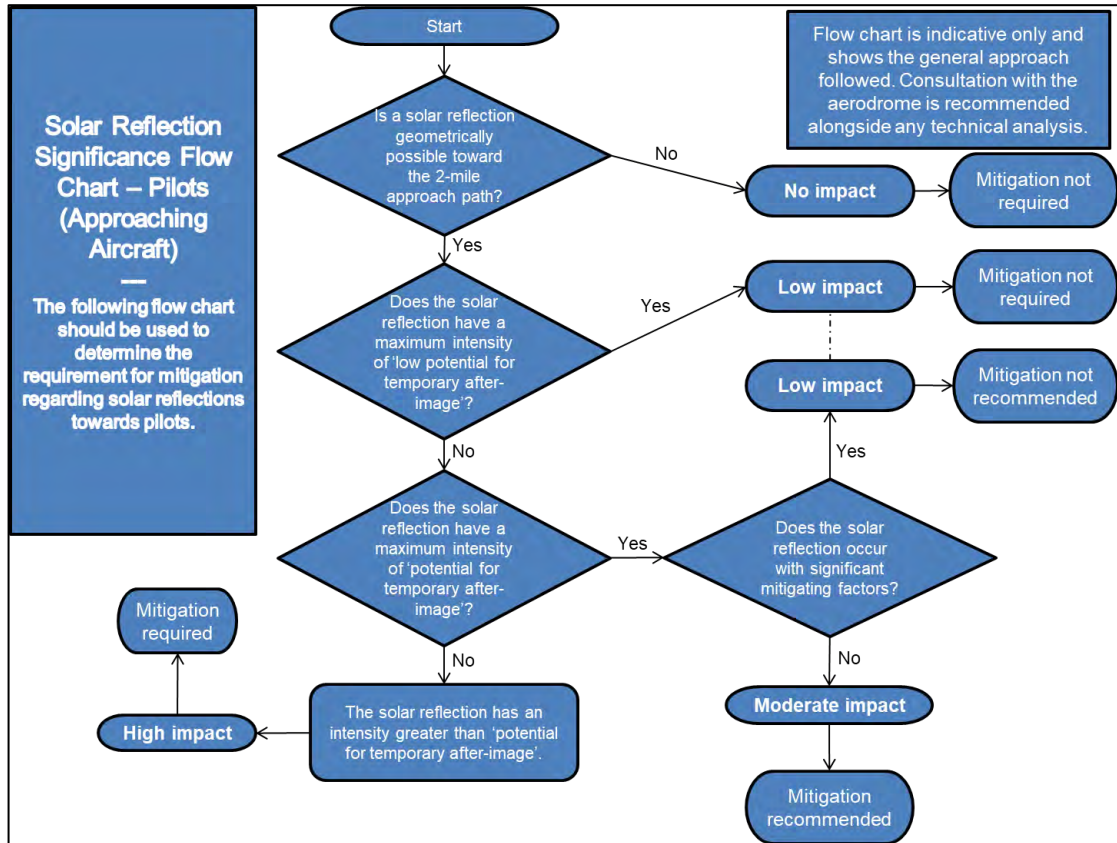 Solar Reflection
Significance Flow
Chart – Pilots
(Approaching
Aircraft)
—
The following flow chart
should be used to
determine the
requirement for mitigation
regarding solar reflections
towards pilots.
Start
Flow chart is indicative only and
shows the general approach
followed. Consultation with the
aerodrome is recommended
alongside any technical analysis.
Is a solar reflection
geometrically
possible toward
the 2-mile
approach path?
No
No impact
Mitigation not
required
Yes
Does the solar
reflection have a
maximum intensity
of ‘low potential for
temporary after-
image’?
Yes
Low impact
Mitigation not
required
Low impact
Mitigation not
recommended
No
Yes
Does the solar
reflection have a
maximum intensity
of ‘potential for
temporary after-
image’?
Yes
Does the solar
reflection occur
with significant
mitigating factors?
Mitigation
required
No
No
High impact
The solar reflection has an
intensity greater than ‘potential
for temporary after-image’.
Moderate impact
Mitigation
recommended